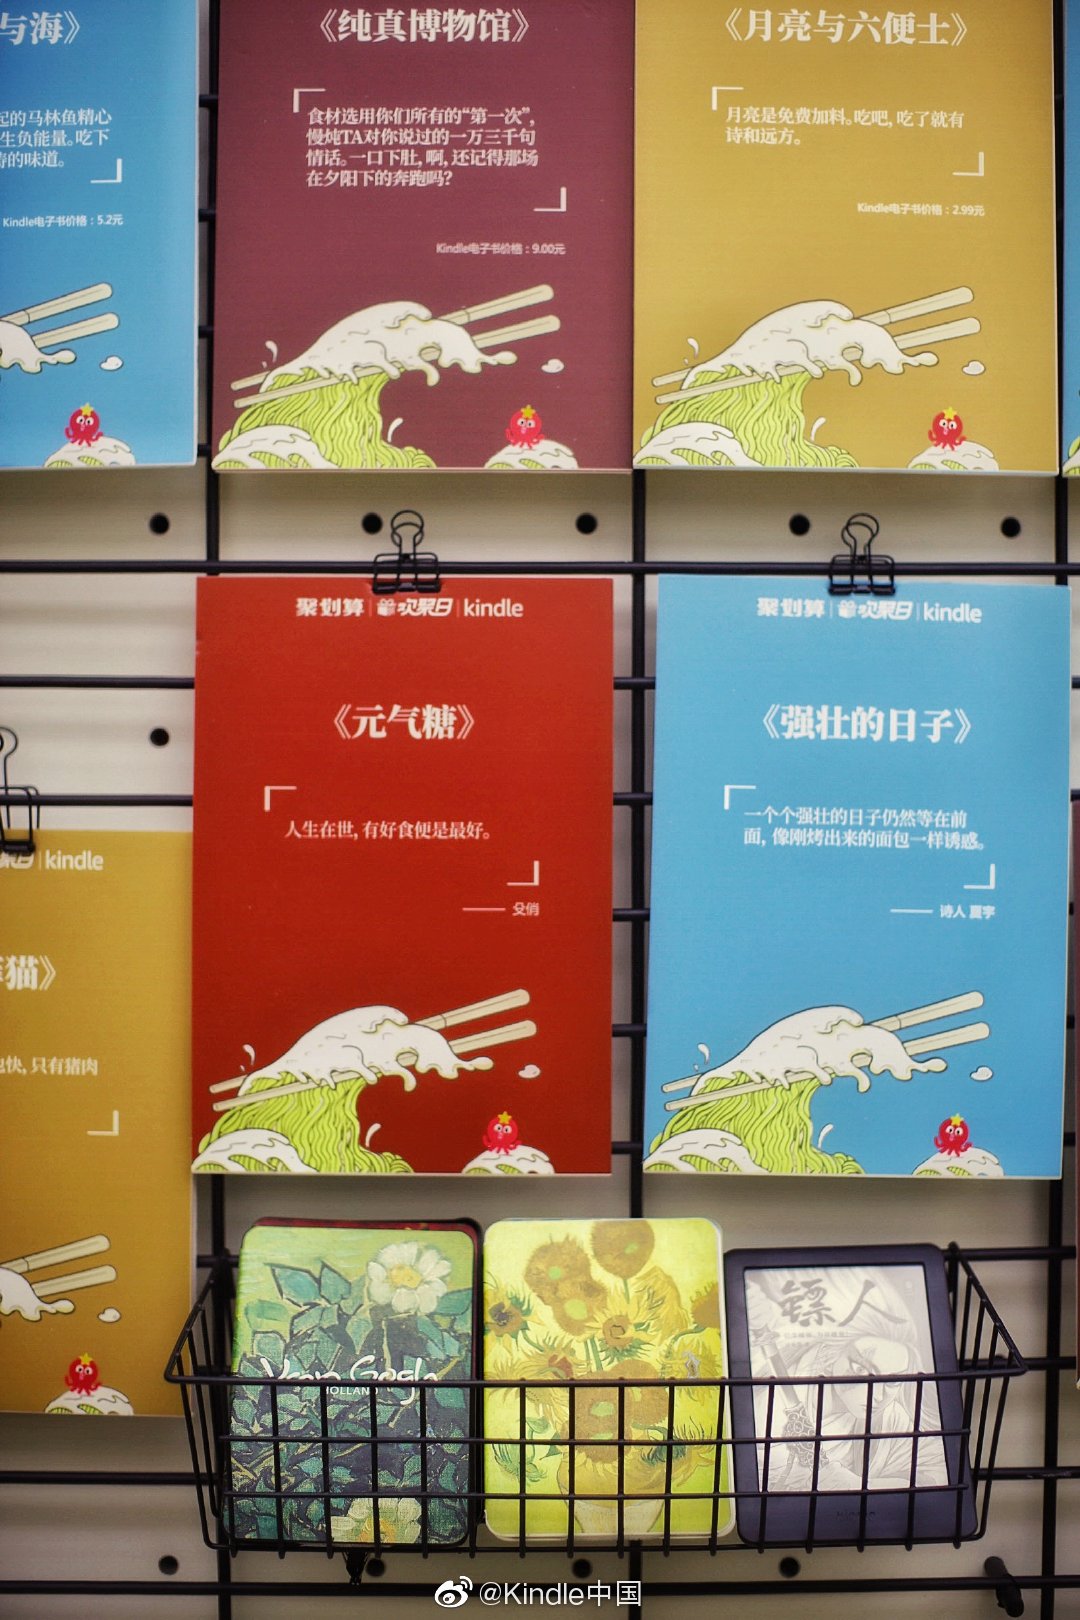 与海》
起的马林鱼精心
生负能量。吃下
的味道。
Kindle电子书价格：5.2元
《纯真博物馆》
食材选用你们所有的“第一次”，
慢炖TA对你说过的一万三千句
情话。一口下肚，啊，还记得那场
在夕阳下的奔跑吗？
Kindle电子书价格：9.00元
《月亮与六便士》
月亮是免费加料。吃吧，吃了就有
诗和远方。
Kindle电子书价格：2.99元
聚划算 欢聚日 kindle
《元气糖》
人生在世，有好食便是最好。
—— 殳俏
聚划算 欢聚日 kindle
《强壮的日子》
一个个强壮的日子仍然等在前
面，像刚烤出来的面包一样诱惑。
—— 诗人 夏宇
聚日 kindle
猫》
快，只有猪肉
Van Gogh
HOLLAND
镖人
@Kindle中国